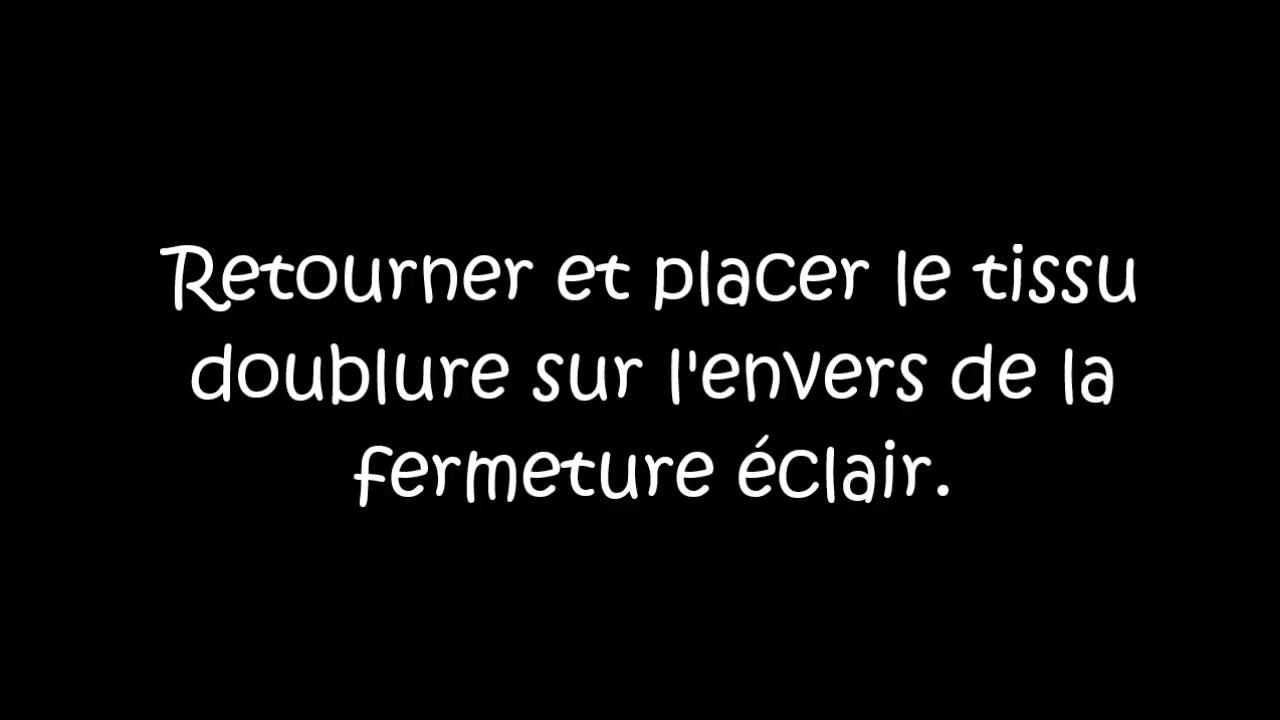 Retourner et placer le tissu
doublure sur l'envers de la
fermeture éclair.